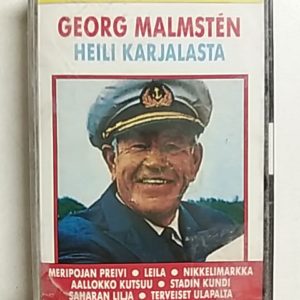 GEORG MALMSTÉN
HEILI KARJALASTA
MERIPOJAN PREIVI • LEILA • NIKKELIMARKKA
AALLOKKO KUTSUU • STADIN KUNDI
SAHARAN LILJA • TERVEISET ULAPALTA